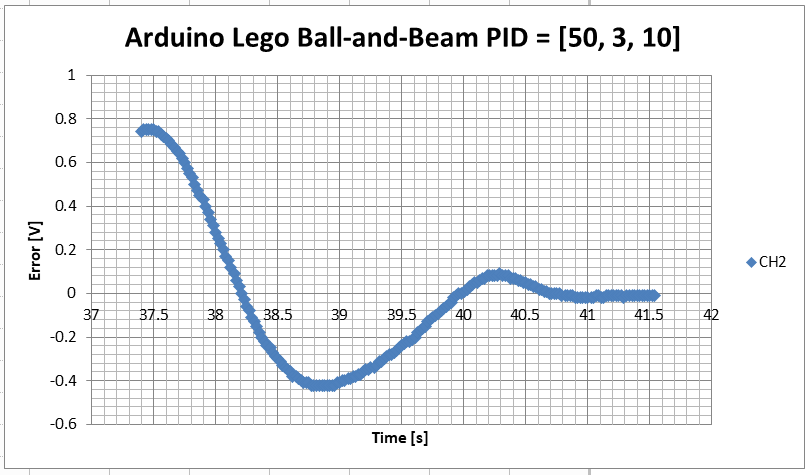 Arduino Lego Ball-and-Beam PID = [50, 3, 10]
1
0.8
0.6
0.4
0.2
0
-0.2
-0.4
-0.6
Error [V]
37 37.5 38 38.5 39 39.5 40 40.5 41 41.5 42
Time [s]
CH2